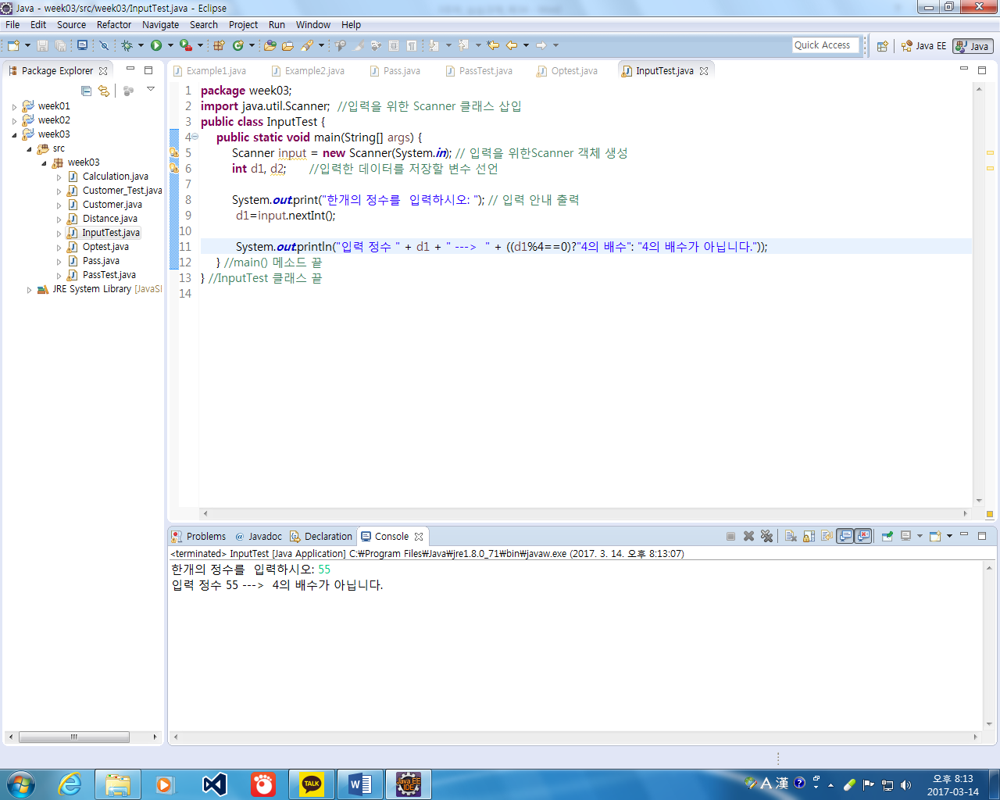 Java - week03/src/week03/InputTest.java - Eclipse
File Edit Source Refactor Navigate Search Project Run Window Help
Quick Access Java EE Java
Package Explorer
week01
week02
week03
src
week03
Calculation.java
Customer_Test.java
Customer.java
Distance.java
InputTest.java
Optest.java
Pass.java
PassTest.java
JRE System Library [JavaSI
Example1.java Example2.java Pass.java PassTest.java Optest.java InputTest.java
1 package week03;
2 import java.util.Scanner; //입력을 위한 Scanner 클래스 삽입
3 public class InputTest {
4 public static void main(String[] args) {
5 Scanner input = new Scanner(System.in); // 입력을 위한Scanner 객체 생성
6 int d1, d2; //입력한 데이터를 저장할 변수 선언
7
8 System.out.print("한개의 정수를  입력하시오: "); // 입력 안내 출력
9 d1=input.nextInt();
10
11 System.out.println("입력 정수 " + d1 + " --->  " + ((d1%4==0)?"4의 배수": "4의 배수가 아닙니다."));
12 } //main() 메소드 끝
13 } //InputTest 클래스 끝
14
Problems @ Javadoc Declaration Console
<terminated> InputTest [Java Application] C:₩Program Files₩Java₩jre1.8.0_71₩bin₩javaw.exe (2017. 3. 14. 오후 8:13:07)
한개의 정수를  입력하시오: 55
입력 정수 55 --->  4의 배수가 아닙니다.
TALK
W
Java EE
IDE
A 漢
오후 8:13
2017-03-14